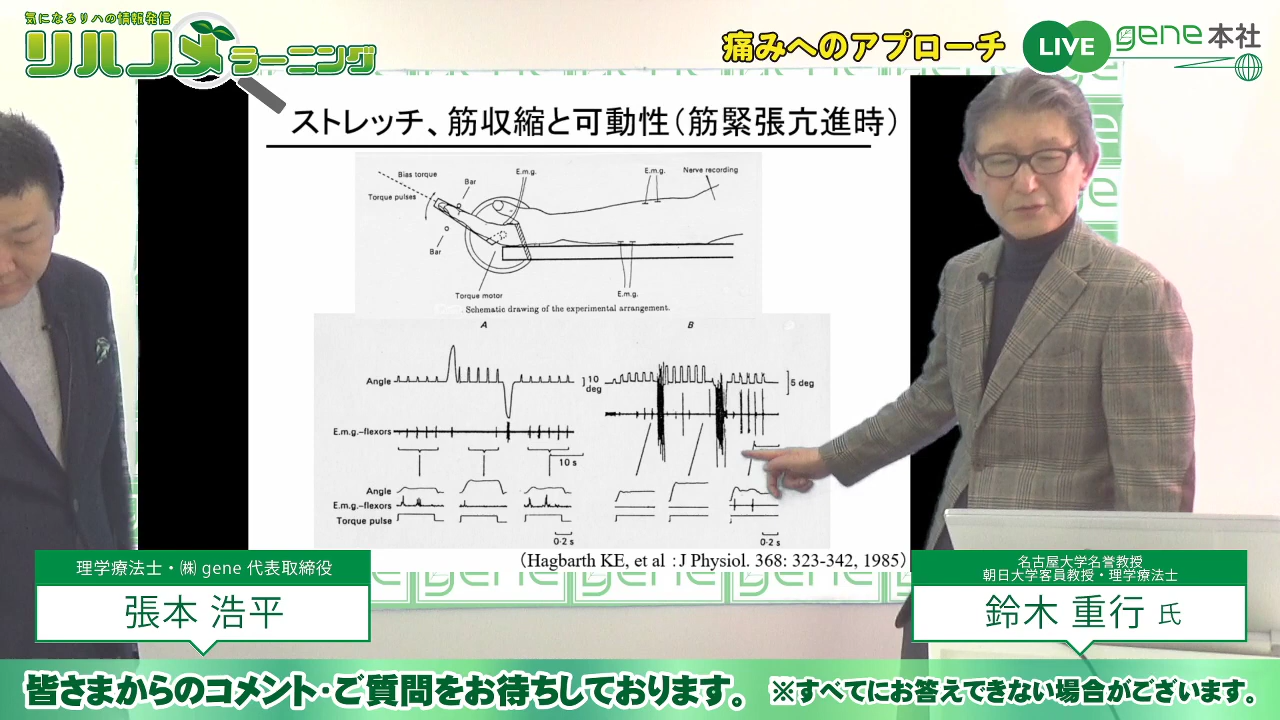 気になるリハの情報発信
リハノメ
ラーニング
痛みへのアプローチ
LIVE
gene本社
ストレッチ、筋収縮と可動性（筋緊張亢進時）
Bias torque
Bar
E.m.g.
E.m.g.
Nerve recording
Torque pulses
Bar
Torque motor
E.m.g.
Schematic drawing of the experimental arrangement.
A
B
Angle
10 deg
5 deg
E.m.g.–flexors
10 s
Angle
E.m.g.–flexors
Torque pulse
0·2 s
0·2 s
（Hagbarth KE, et al：J Physiol. 368: 323-342, 1985）
理学療法士・㈱ gene 代表取締役
張本 浩平
名古屋大学名誉教授
朝日大学客員教授・理学療法士
鈴木 重行 氏
皆さまからのコメント・ご質問をお待ちしております。
※すべてにお答えできない場合がございます。